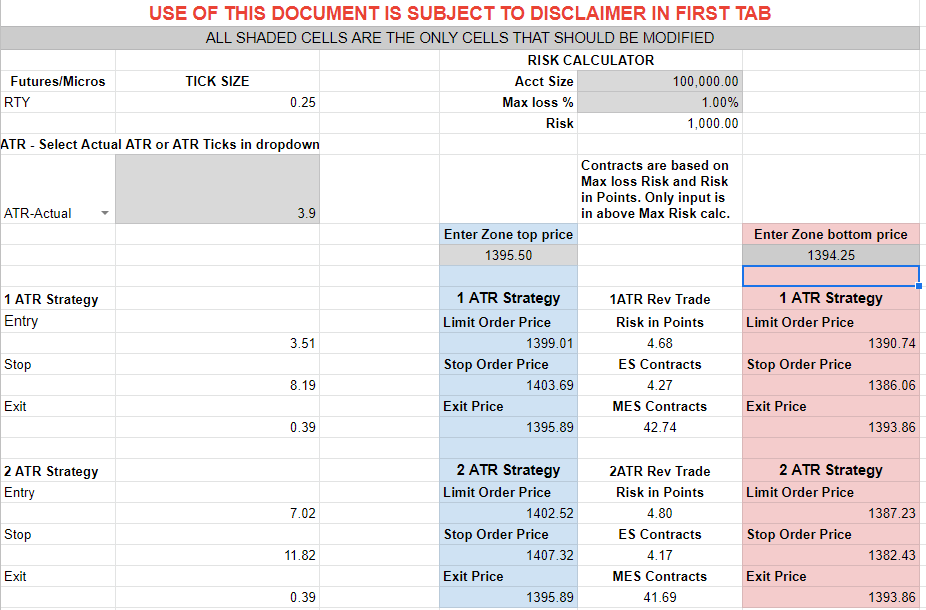 USE OF THIS DOCUMENT IS SUBJECT TO DISCLAIMER IN FIRST TAB
ALL SHADED CELLS ARE THE ONLY CELLS THAT SHOULD BE MODIFIED
RISK CALCULATOR
Futures/Micros TICK SIZE Acct Size 100,000.00
RTY 0.25 Max loss % 1.00%
Risk 1,000.00
ATR - Select Actual ATR or ATR Ticks in dropdown
Contracts are based on
Max loss Risk and Risk
in Points. Only input is
ATR-Actual 3.9 in above Max Risk calc.
Enter Zone top price Enter Zone bottom price
1395.50 1394.25
1 ATR Strategy 1 ATR Strategy 1ATR Rev Trade 1 ATR Strategy
Entry Limit Order Price Risk in Points Limit Order Price
3.51 1399.01 4.68 1390.74
Stop Stop Order Price ES Contracts Stop Order Price
8.19 1403.69 4.27 1386.06
Exit Exit Price MES Contracts Exit Price
0.39 1395.89 42.74 1393.86
2 ATR Strategy 2 ATR Strategy 2ATR Rev Trade 2 ATR Strategy
Entry Limit Order Price Risk in Points Limit Order Price
7.02 1402.52 4.80 1387.23
Stop Stop Order Price ES Contracts Stop Order Price
11.82 1407.32 4.17 1382.43
Exit Exit Price MES Contracts Exit Price
0.39 1395.89 41.69 1393.86